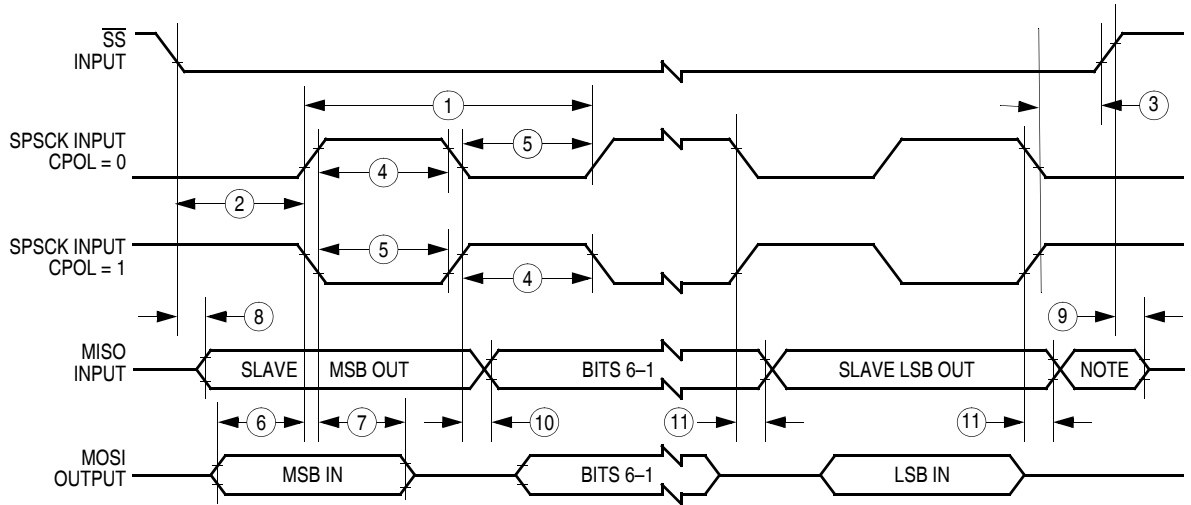 SS
INPUT
1
3
SPSCK INPUT
CPOL = 0
5
4
2
SPSCK INPUT
CPOL = 1
5
4
8
9
MISO
INPUT
SLAVE MSB OUT
BITS 6–1
SLAVE LSB OUT
NOTE
6
7
10
11
11
MOSI
OUTPUT
MSB IN
BITS 6–1
LSB IN